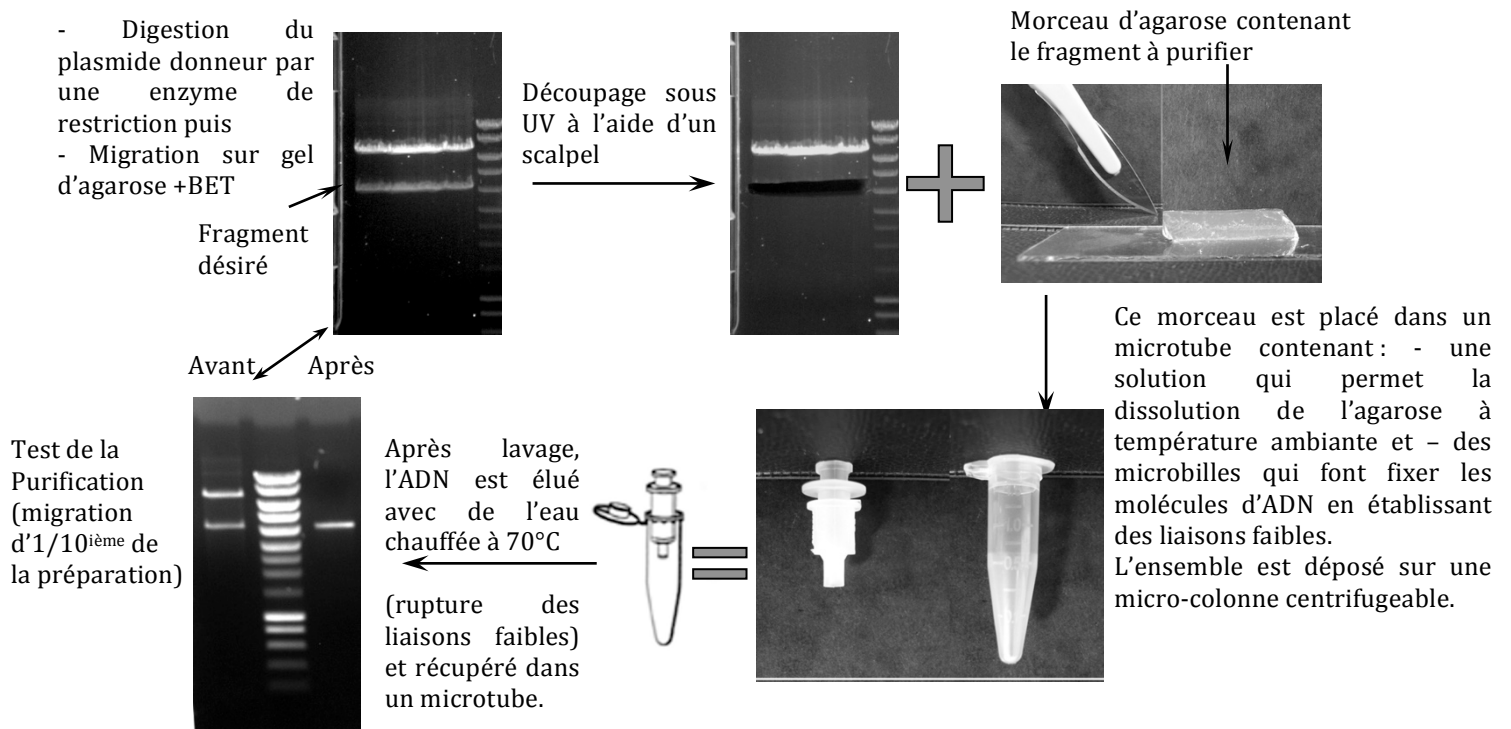 - Digestion du
plasmide donneur par
une enzyme de
restriction puis
- Migration sur gel
d'agarose +BET
Fragment
désiré
Découpage sous
UV à l'aide d'un
scalpel
Morceau d'agarose contenant
le fragment à purifier
Ce morceau est placé dans un
microtube contenant : - une
solution qui permet la
dissolution de l'agarose à
température ambiante et – des
microbilles qui font fixer les
molécules d'ADN en établissant
des liaisons faibles.
L'ensemble est déposé sur une
micro-colonne centrifugeable.
Après lavage,
l'ADN est élué
avec de l'eau
chauffée à 70°C
(rupture des
liaisons faibles)
et récupéré dans
un microtube.
Avant Après
Test de la
Purification
(migration
d'1/10ième de
la préparation)